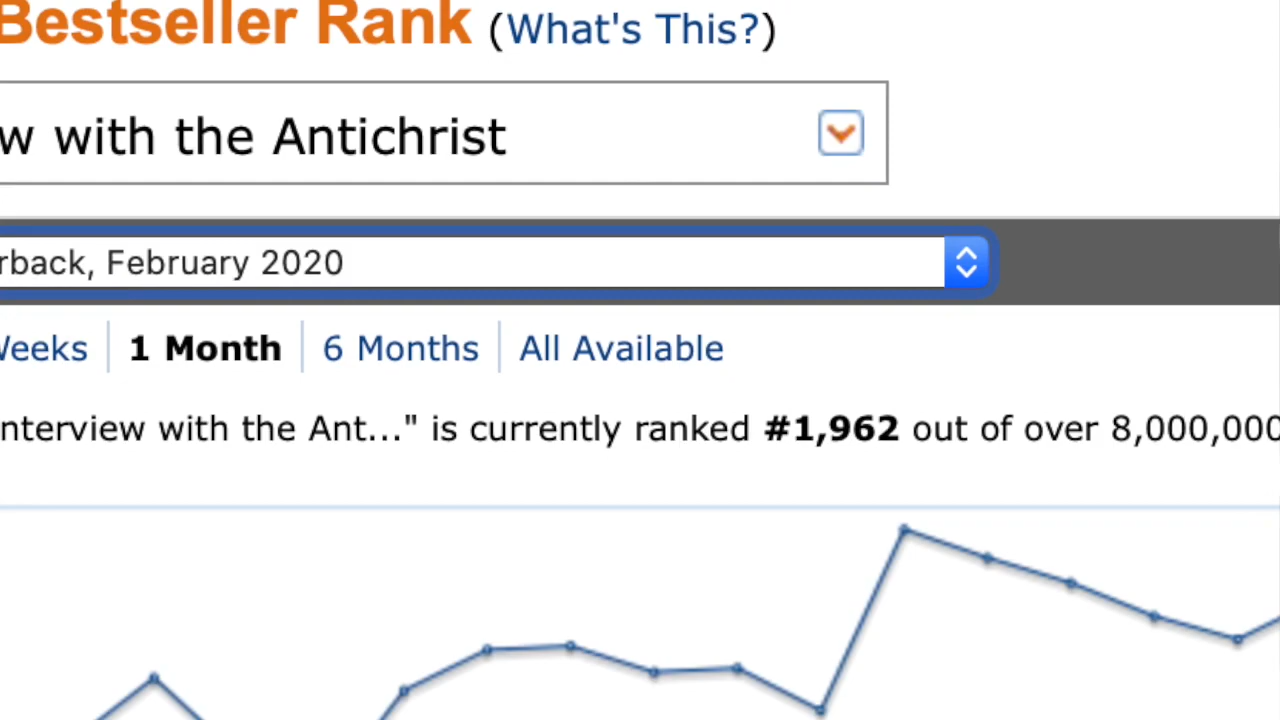 Bestseller Rank (What's This?)
w with the Antichrist
rback, February 2020
Weeks | 1 Month | 6 Months | All Available
nterview with the Ant..." is currently ranked #1,962 out of over 8,000,000